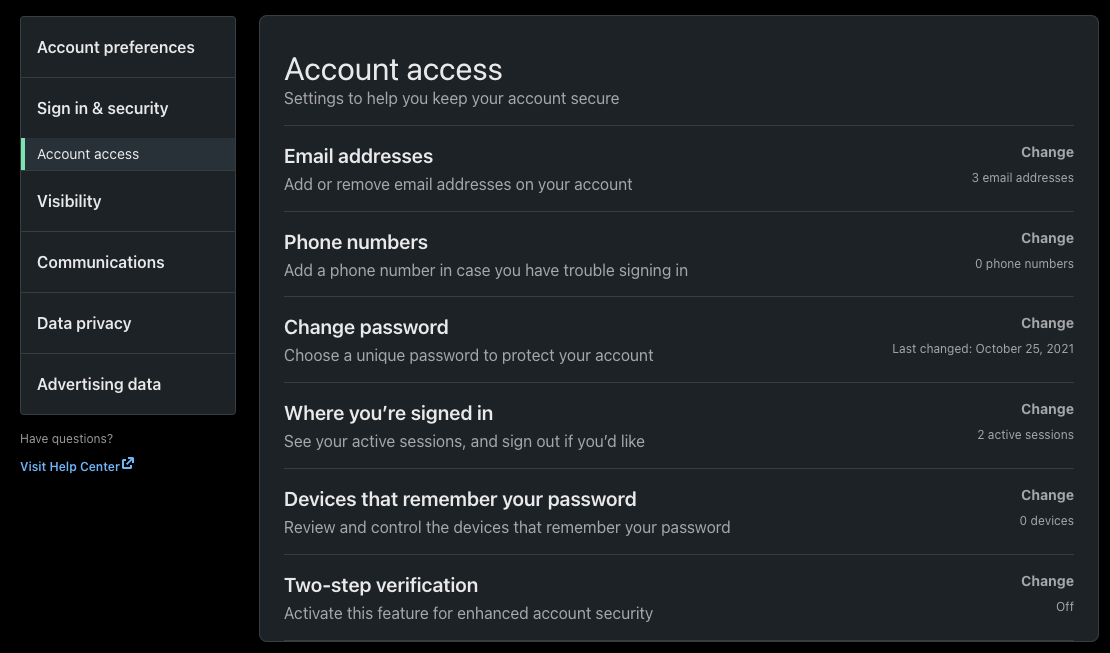 Account preferences
Sign in & security
Account access
Visibility
Communications
Data privacy
Advertising data
Have questions?
Visit Help Center
Account access
Settings to help you keep your account secure
Email addresses
Change
Add or remove email addresses on your account
3 email addresses
Phone numbers
Change
Add a phone number in case you have trouble signing in
0 phone numbers
Change password
Change
Choose a unique password to protect your account
Last changed: October 25, 2021
Where you’re signed in
Change
See your active sessions, and sign out if you’d like
2 active sessions
Devices that remember your password
Change
Review and control the devices that remember your password
0 devices
Two-step verification
Change
Activate this feature for enhanced account security
Off